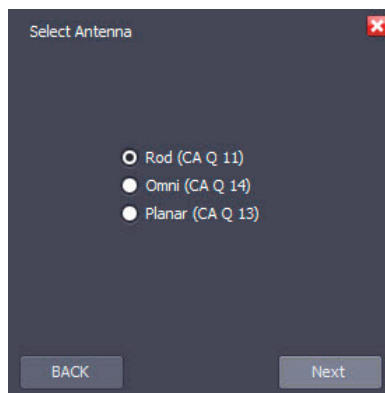 Select Antenna
Rod (CA Q 11)
Omni (CA Q 14)
Planar (CA Q 13)
BACK
Next